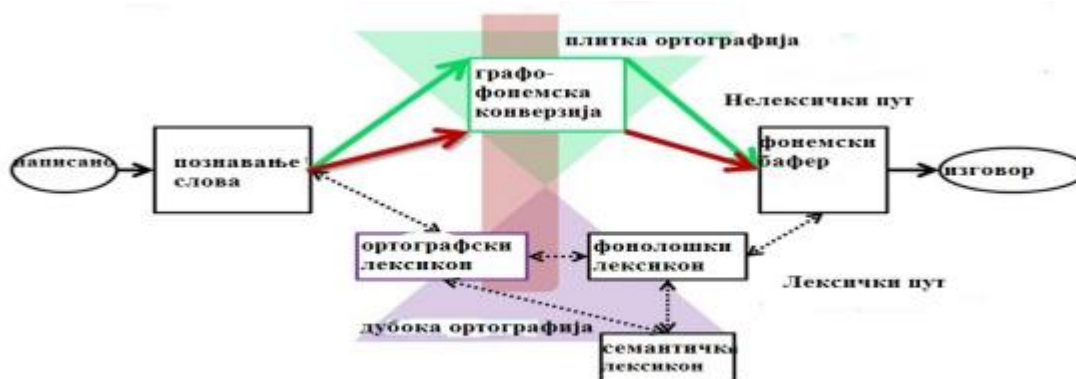 плитка ортографија
графо-
фонемска
конверзија
Нелексички пут
написано
познавање
слова
фонемски
бафер
изговор
ортографски
лексикон
фонолошки
лексикон
Лексички пут
дубока ортографија
семантичка
лексикон